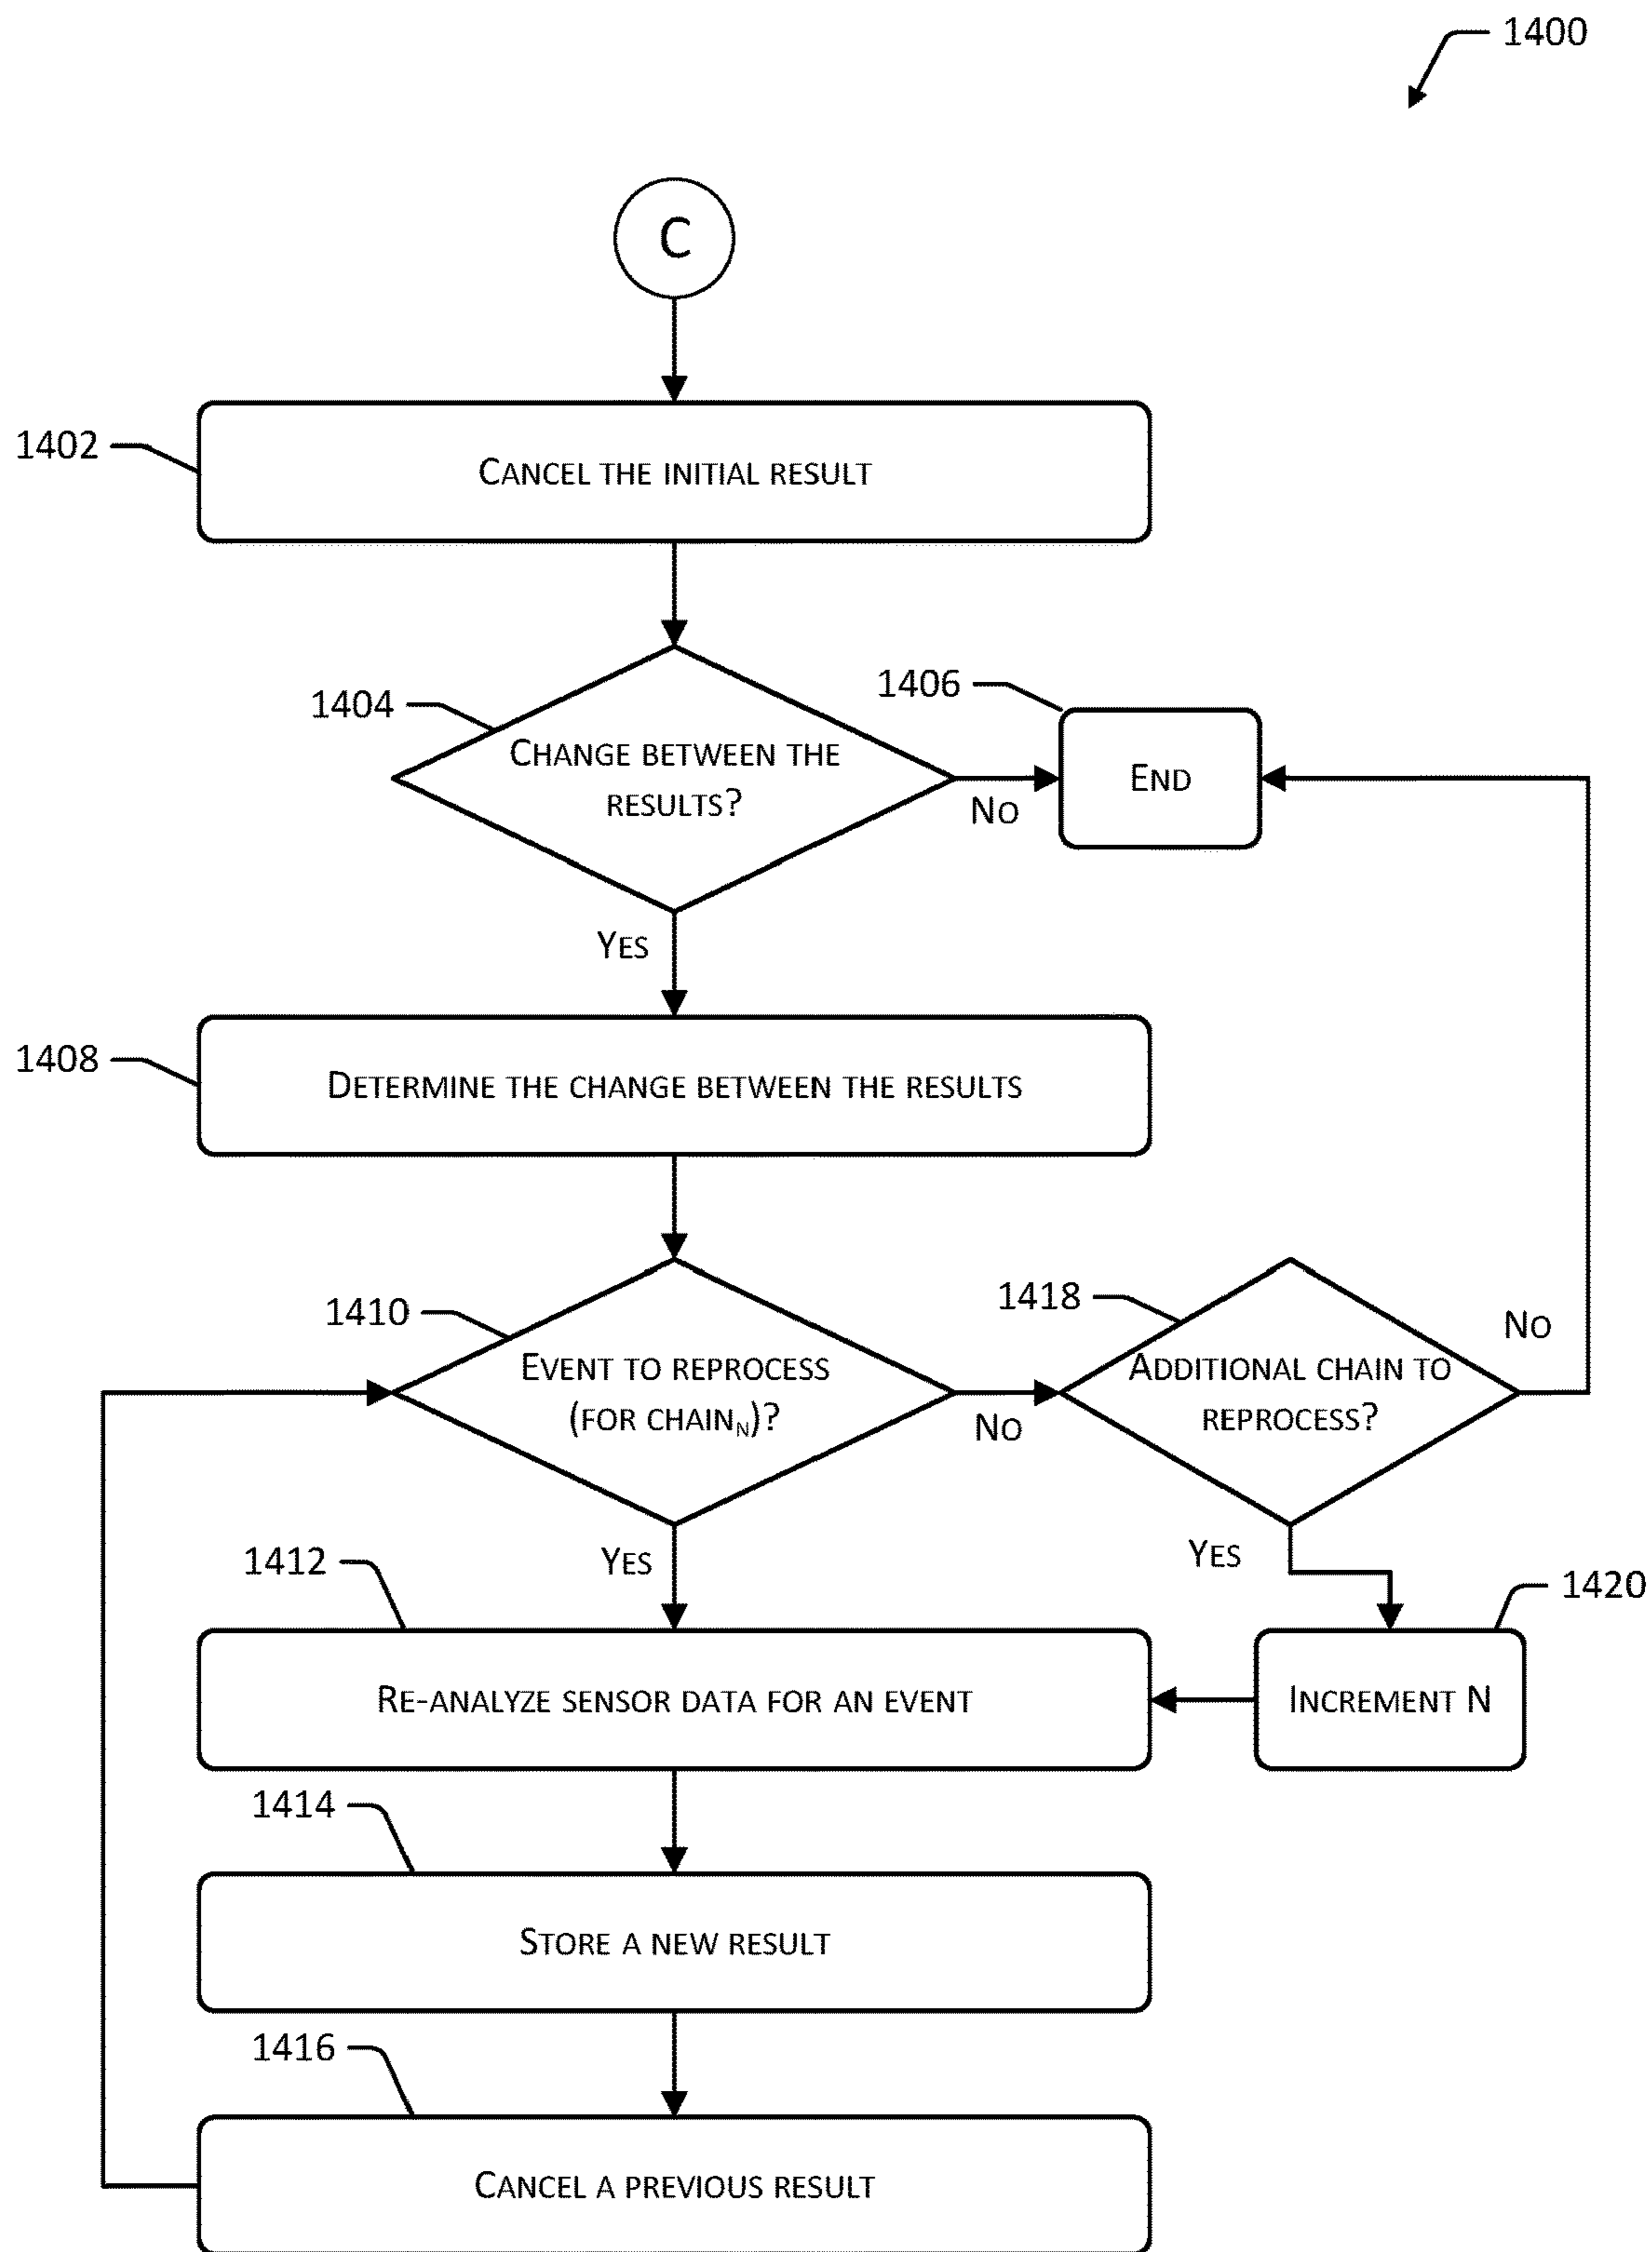 1400
C
1402
CANCEL THE INITIAL RESULT
1404
CHANGE BETWEEN THE
RESULTS?
NO
1406
END
YES
1408
DETERMINE THE CHANGE BETWEEN THE RESULTS
1410
EVENT TO REPROCESS
(FOR CHAINN)?
NO
1418
ADDITIONAL CHAIN TO
REPROCESS?
NO
YES
YES
1412
RE-ANALYZE SENSOR DATA FOR AN EVENT
1420
INCREMENT N
1414
STORE A NEW RESULT
1416
CANCEL A PREVIOUS RESULT